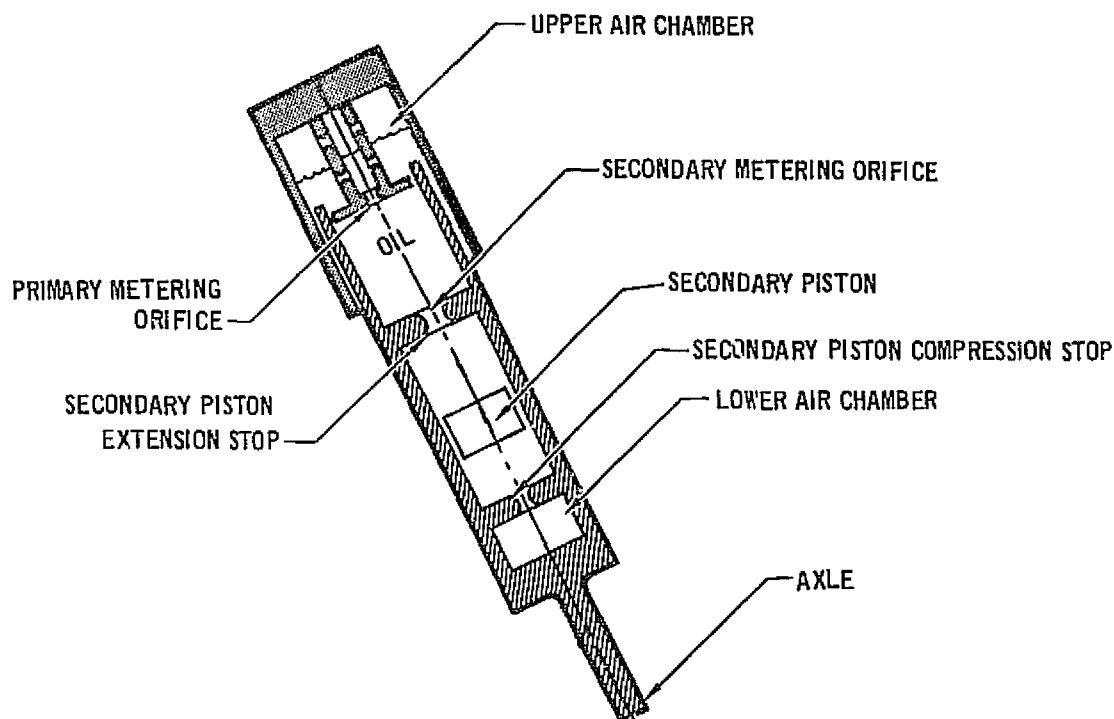 UPPER AIR CHAMBER
SECONDARY METERING ORIFICE
OIL
PRIMARY METERING
ORIFICE
SECONDARY PISTON
SECONDARY PISTON COMPRESSION STOP
LOWER AIR CHAMBER
SECONDARY PISTON
EXTENSION STOP
AXLE